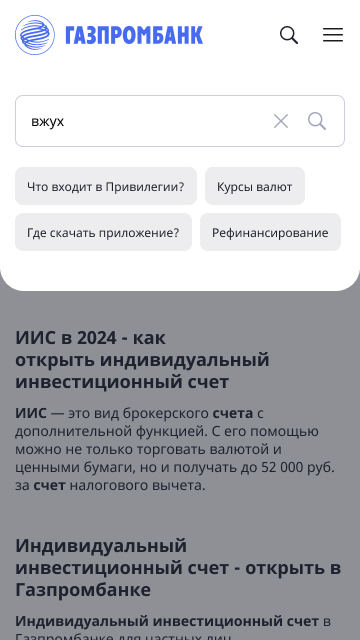 ГАЗПРОМБАНК
вжух
Что входит в Привилегии? Курсы валют
Где скачать приложение? Рефинансирование
ИИС в 2024 - как
открыть индивидуальный
инвестиционный счет
ИИС — это вид брокерского счета с
дополнительной функцией. С его помощью
можно не только торговать валютой и
ценными бумаги, но и получать до 52 000 руб.
за счет налогового вычета.
Индивидуальный
инвестиционный счет - открыть в
Газпромбанке
Индивидуальный инвестиционный счет в
Газпромбанке для частных лиц